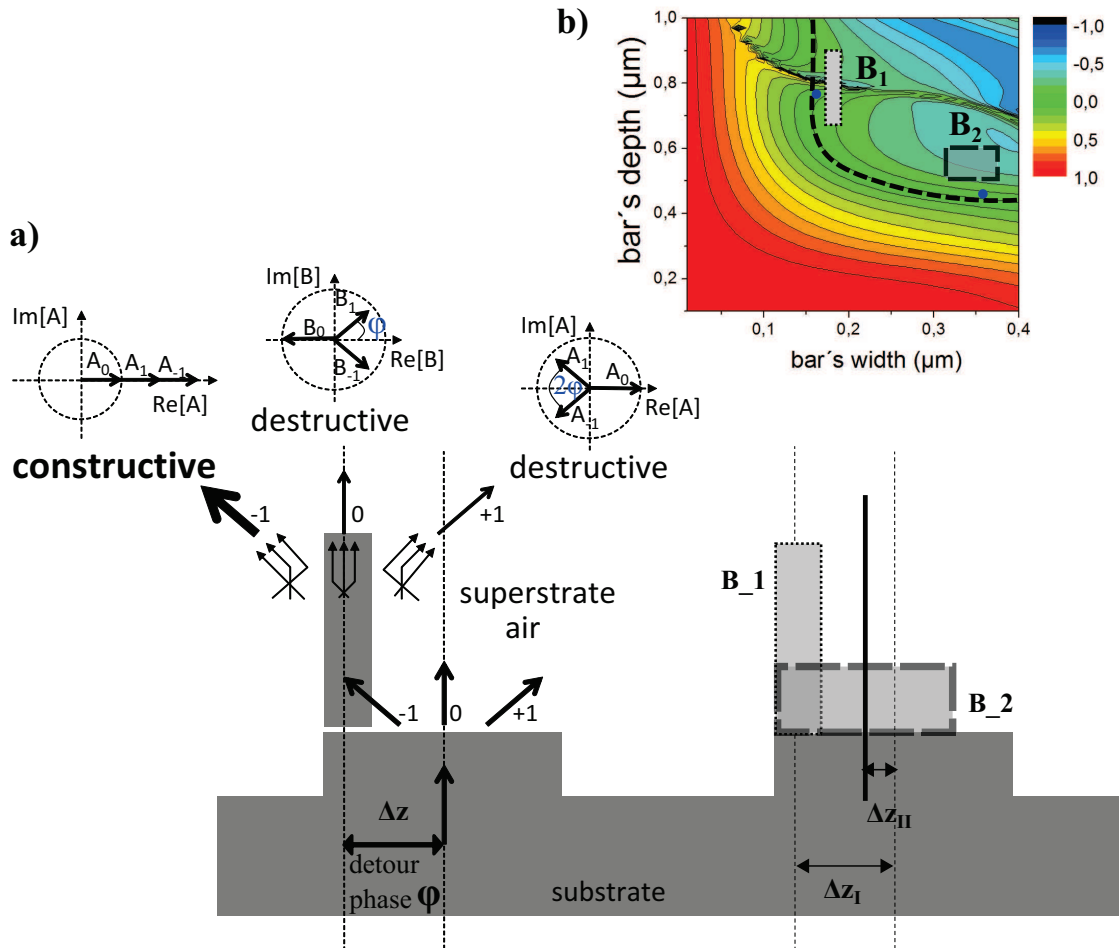 b)
1,0
0,8
0,6
0,4
0,2
bar´s depth (µm)
B1
B2
0,1
0,2
0,3
0,4
bar´s width (µm)
-1,0
-0,5
0,0
0,5
1,0
a)
Im[A]
A0 A1 A-1
Re[A]
constructive
Im[B]
B1
B0
φ
B-1
Re[B]
destructive
Im[A]
A1
A0
2φ
A-1
Re[A]
destructive
-1
0
+1
superstrate
air
-1
0
+1
Δz
detour
phase φ
substrate
B_1
B_2
ΔzII
ΔzI